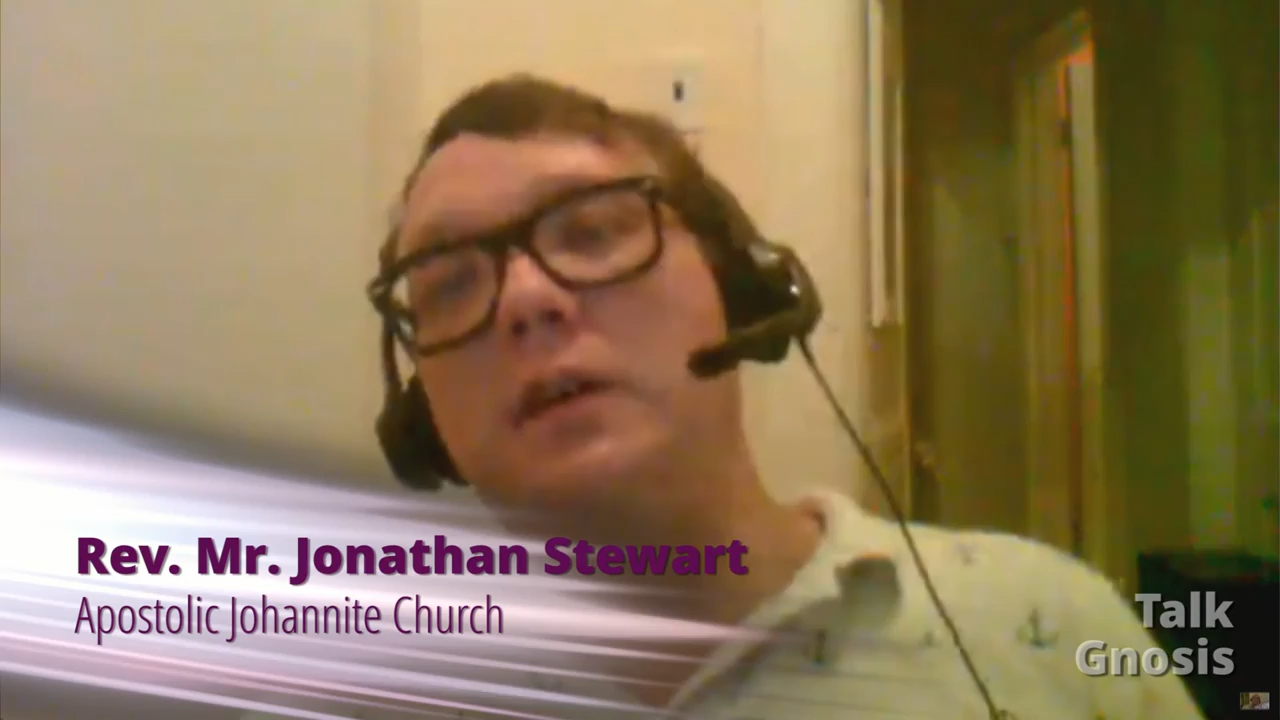 Rev. Mr. Jonathan Stewart
Apostolic Johannite Church
Talk
Gnosis